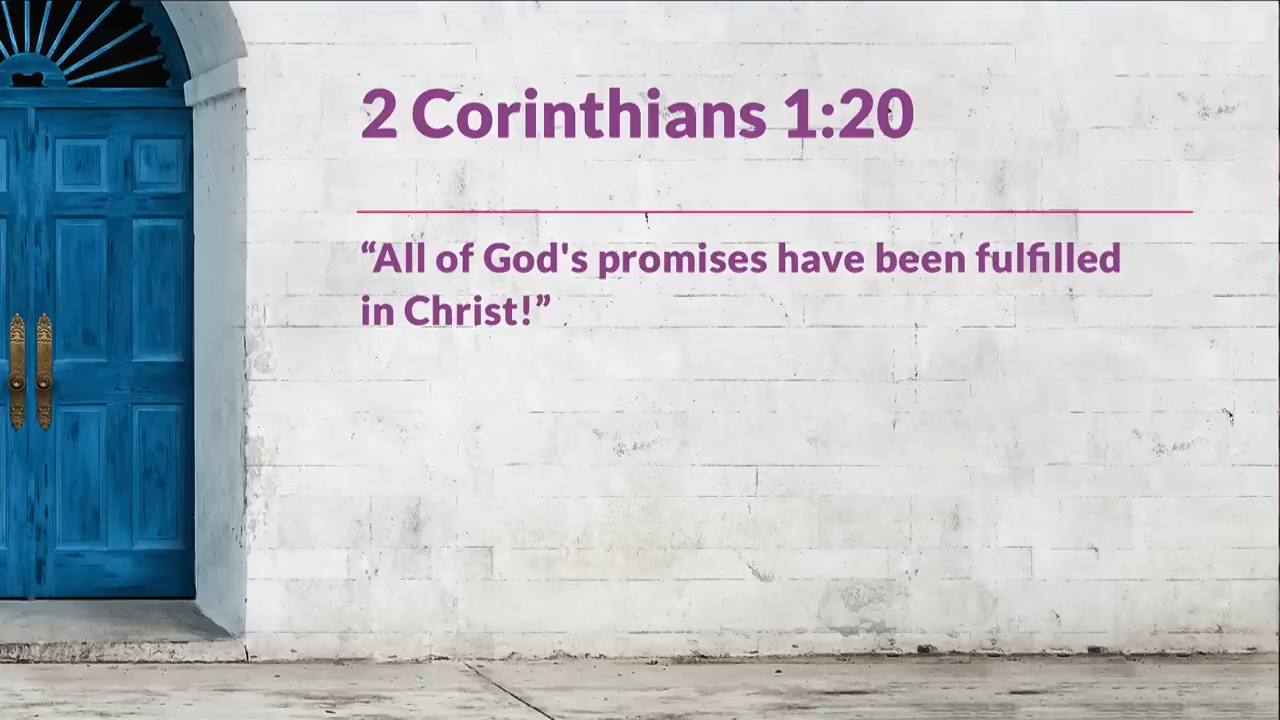 2 Corinthians 1:20
“All of God's promises have been fulfilled
in Christ!”